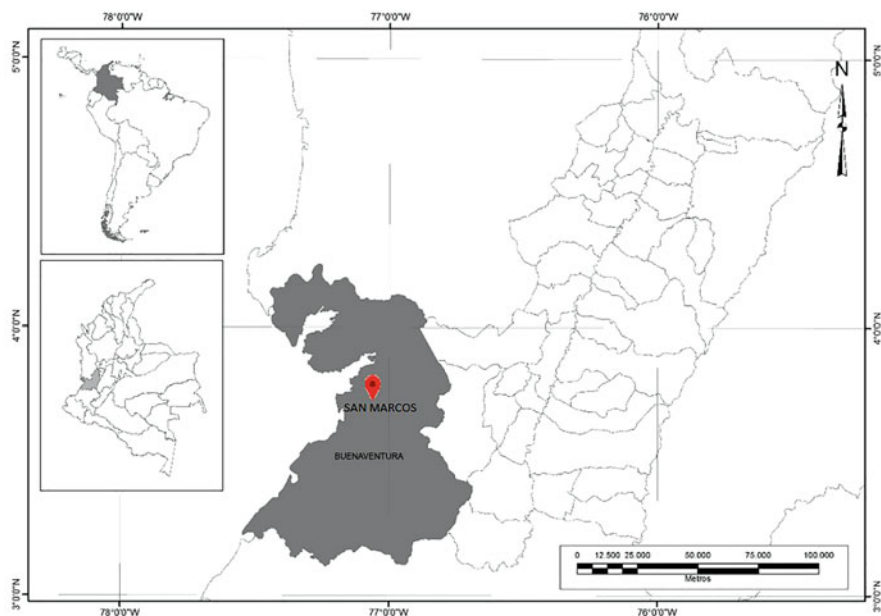 78°0'0"W 77°0'0"W 76°0'0"W
5°0'0"N 5°0'0"N
N
4°0'0"N 4°0'0"N
SAN MARCOS
BUENAVENTURA
0 12.500 25.000 50.000 75.000 100.000
Metros
3°0'0"N 3°0'0"N
78°0'0"W 77°0'0"W 76°0'0"W